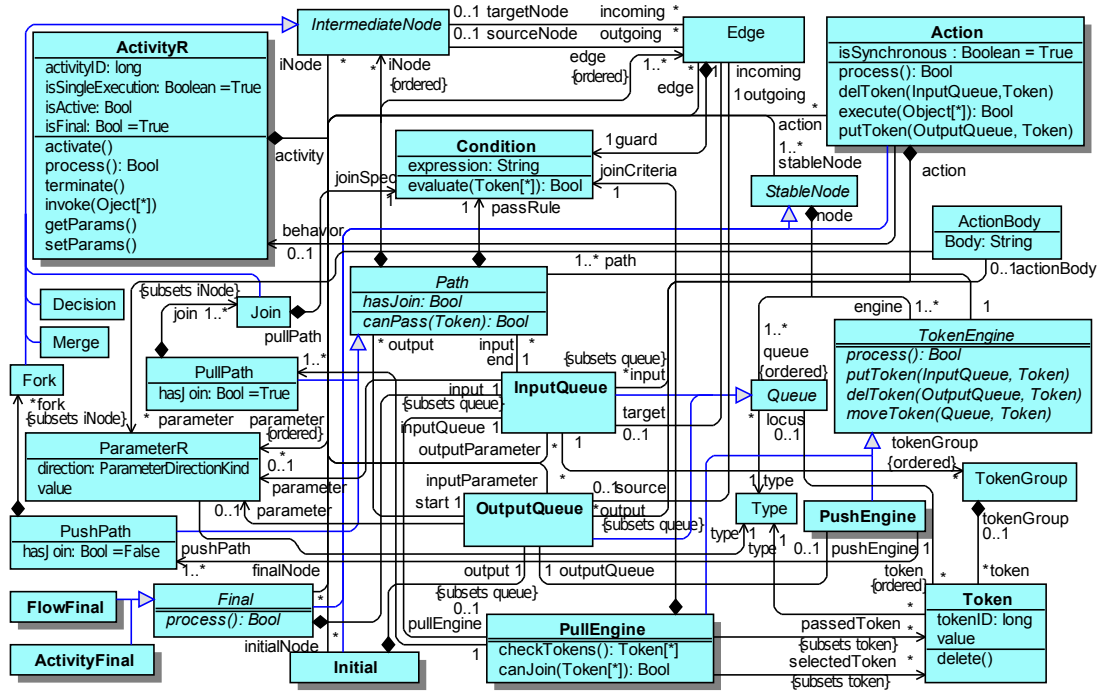 IntermediateNode
0..1 targetNode incoming *
0..1 sourceNode outgoing *
Edge
Action
isSynchronous : Boolean = True
process(): Bool
delToken(InputQueue,Token)
execute(Object[*]): Bool
putToken(OutputQueue, Token)
ActivityR
activityID: long
isSingleExecution: Boolean =True
isActive: Bool
isFinal: Bool =True
activate()
process(): Bool
terminate()
invoke(Oject[*])
getParams()
setParams()
iNode * * iNode
{ordered}
edge
{ordered} 1..* *
edge
1
incoming
1 outgoing
activity
*
action
1..*
stableNode
action
Condition
expression: String
evaluate(Token[*]): Bool
1 guard
joinCriteria
1
joinSpec
1
1 passRule
StableNode
node
ActionBody
Body: String
0..1 actionBody
behavior
0..1
1..* path
Path
hasJoin: Bool
canPass(Token): Bool
{subsets iNode}
join 1..*
Join
pullPath
Decision
Merge
Fork
* fork
{subsets iNode}
PullPath
hasJoin: Bool =True
1..*
* output
input *
end 1
{subsets queue}
* input
1..*
queue
{ordered}
engine 1..* 1
TokenEngine
process(): Bool
putToken(InputQueue, Token)
delToken(OutputQueue, Token)
moveToken(Queue, Token)
InputQueue
input 1
{subsets queue}
inputQueue 1
target
0..1
Queue
*
locus
0..1
* parameter
parameter
{ordered}
*
0..1
parameter
ParameterR
direction: ParameterDirectionKind
value
0..1 parameter
outputParameter *
inputParameter *
start 1
1
tokenGroup
{ordered} *
TokenGroup
tokenGroup
OutputQueue
0..1 source
* output
{subsets queue}
1 type
Type
type 1
type
1
PushEngine
0..1 pushEngine 1
PushPath
hasJoin: Bool =False
pushPath
1..*
finalNode
*
output 1
{subsets queue}
1 outputQueue
token
{ordered} *
* token
Token
tokenID: long
value
delete()
FlowFinal
ActivityFinal
Final
process(): Bool
initialNode *
Initial
0..1
pullEngine
1
PullEngine
checkTokens(): Token[*]
canJoin(Token[*]): Bool
*
passedToken *
{subsets token}
selectedToken *
{subsets token}